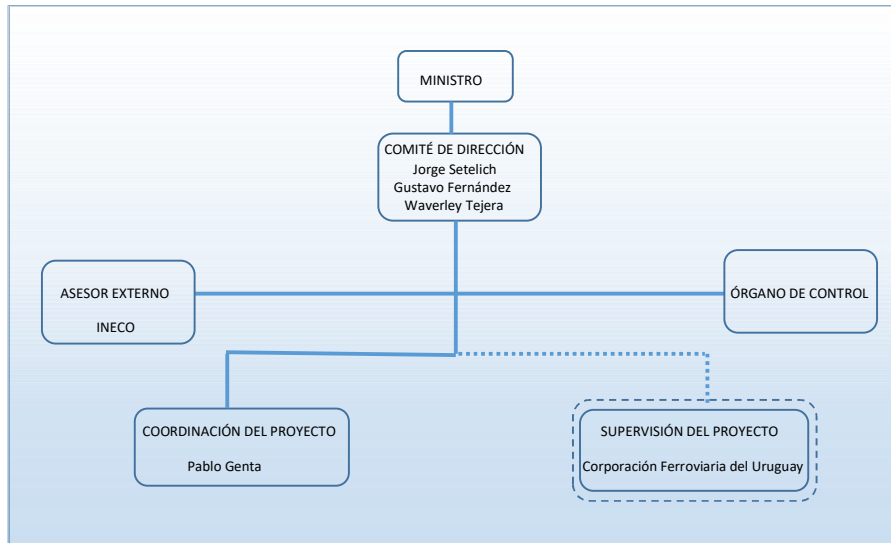 MINISTRO
COMITÉ DE DIRECCIÓN
Jorge Setelich
Gustavo Fernández
Waverley Tejera
ASESOR EXTERNO
INECO
ÓRGANO DE CONTROL
COORDINACIÓN DEL PROYECTO
Pablo Genta
SUPERVISIÓN DEL PROYECTO
Corporación Ferroviaria del Uruguay